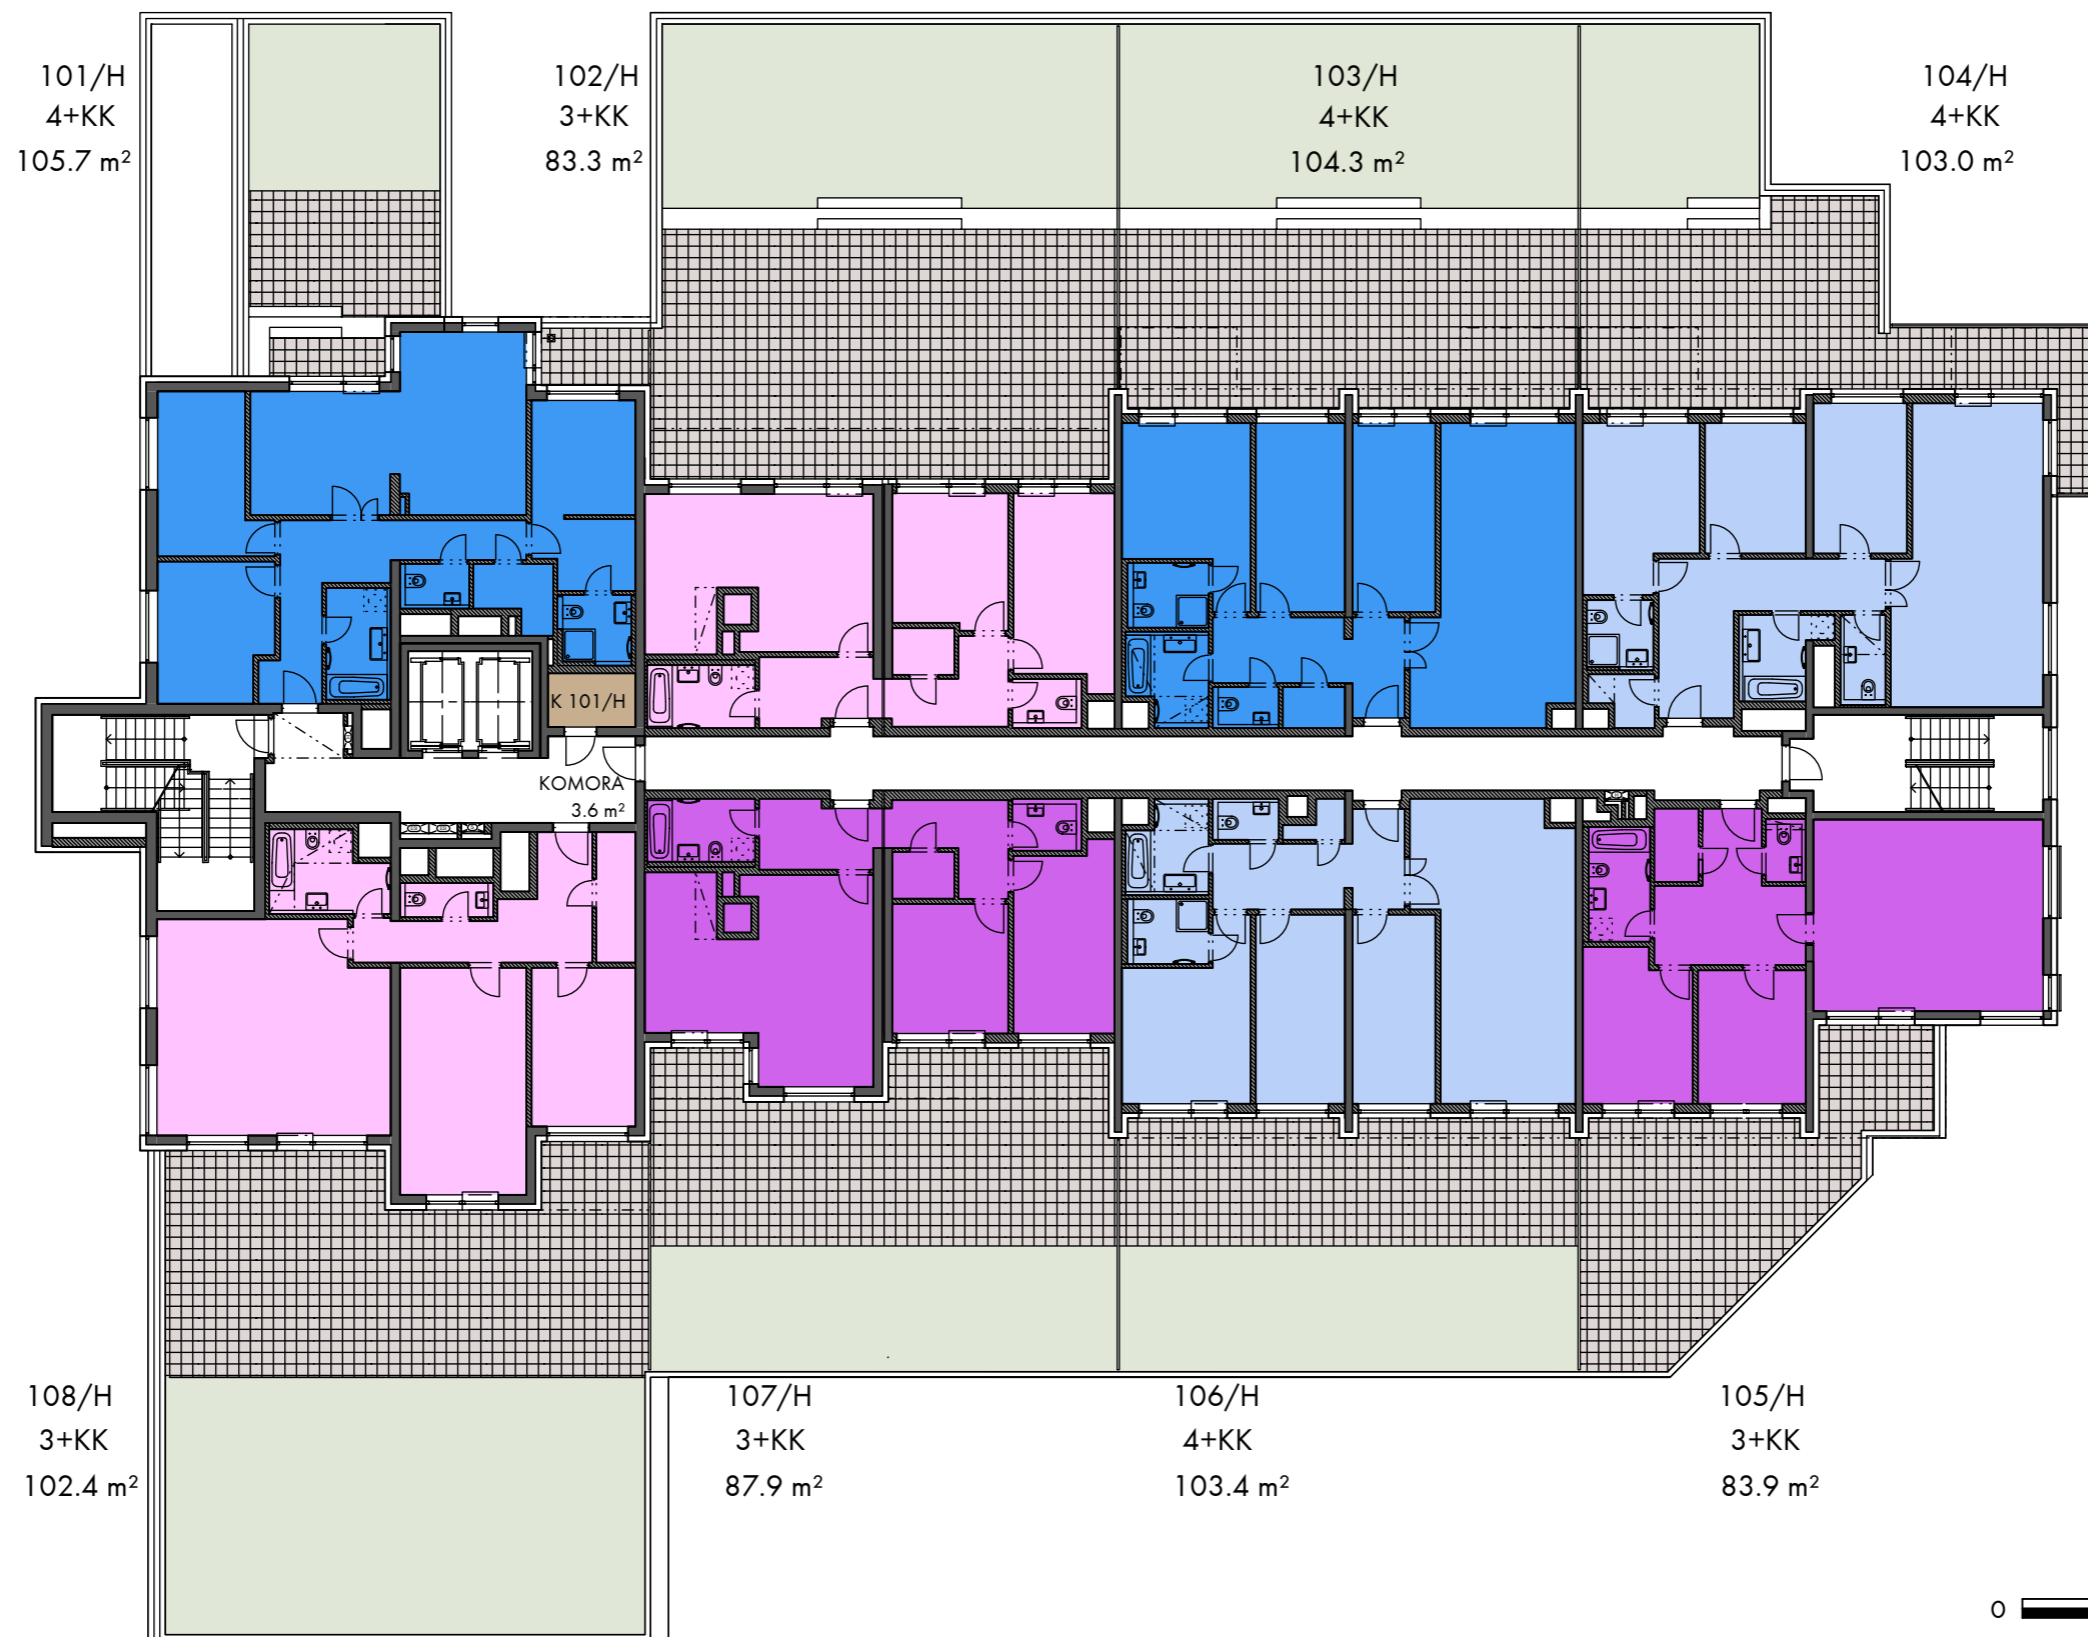 101/H
4+KK
105.7 m²
102/H
3+KK
83.3 m²
103/H
4+KK
104.3 m²
104/H
4+KK
103.0 m²
K 101/H
KOMORA
3.6 m²
108/H
3+KK
102.4 m²
107/H
3+KK
87.9 m²
106/H
4+KK
103.4 m²
105/H
3+KK
83.9 m²
0